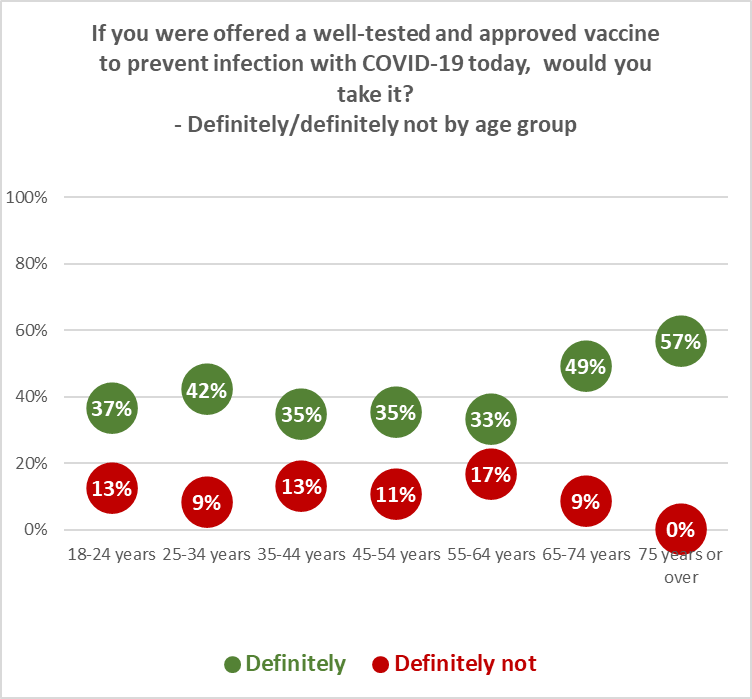 If you were offered a well-tested and approved vaccine
to prevent infection with COVID-19 today,  would you
take it?
- Definitely/definitely not by age group
100%
80%
60%
40%
20%
0%
37%
42%
35%
35%
33%
49%
57%
13%
9%
13%
11%
17%
9%
0%
18-24 years 25-34 years 35-44 years 45-54 years 55-64 years 65-74 years 75 years or
over
Definitely Definitely not